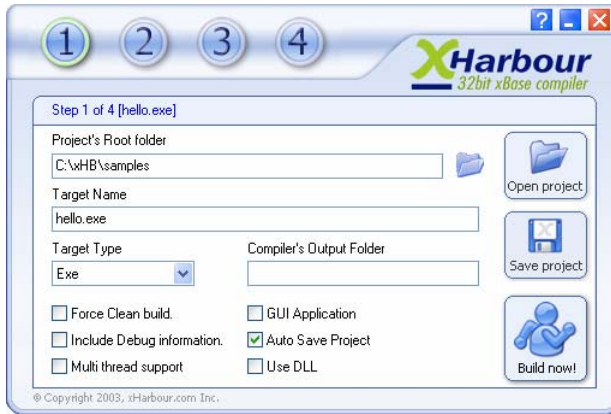 1 2 3 4
?
XHarbour
32bit xBase compiler
Step 1 of 4 [hello.exe]
Project's Root folder
C:\xHB\samples
Open project
Target Name
hello.exe
Target Type
Compiler's Output Folder
Exe
Save project
Force Clean build.
GUI Application
Include Debug information.
Auto Save Project
Multi thread support
Use DLL
Build now!
© Copyright 2003, xHarbour.com Inc.